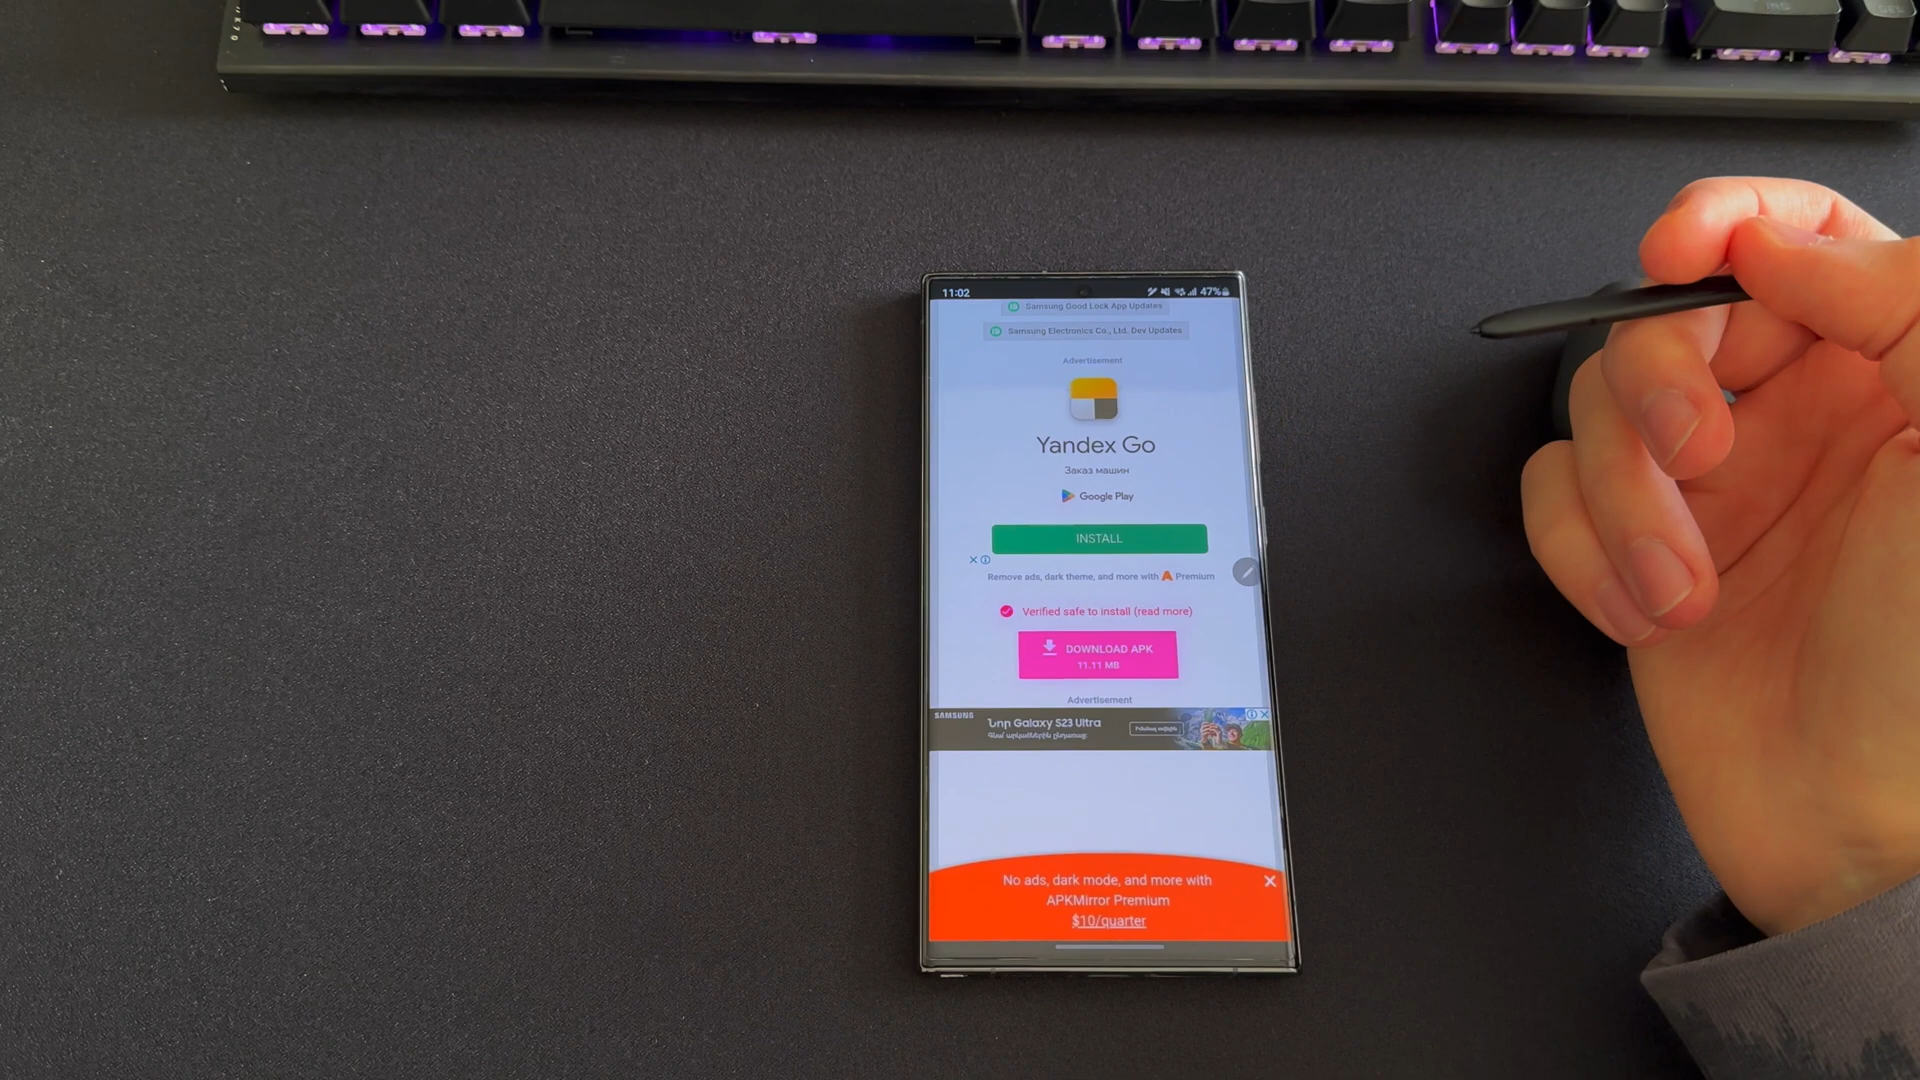 11:02
47%
Samsung Good Lock App Updates
Samsung Electronics Co., Ltd. Dev Updates
Advertisement
Yandex Go
Заказ машин
Google Play
INSTALL
Remove ads, dark theme, and more with Premium
Verified safe to install (read more)
DOWNLOAD APK
11.11 MB
Advertisement
SAMSUNG
Նոր Galaxy S23 Ultra
No ads, dark mode, and more with
APKMirror Premium
$10/quarter